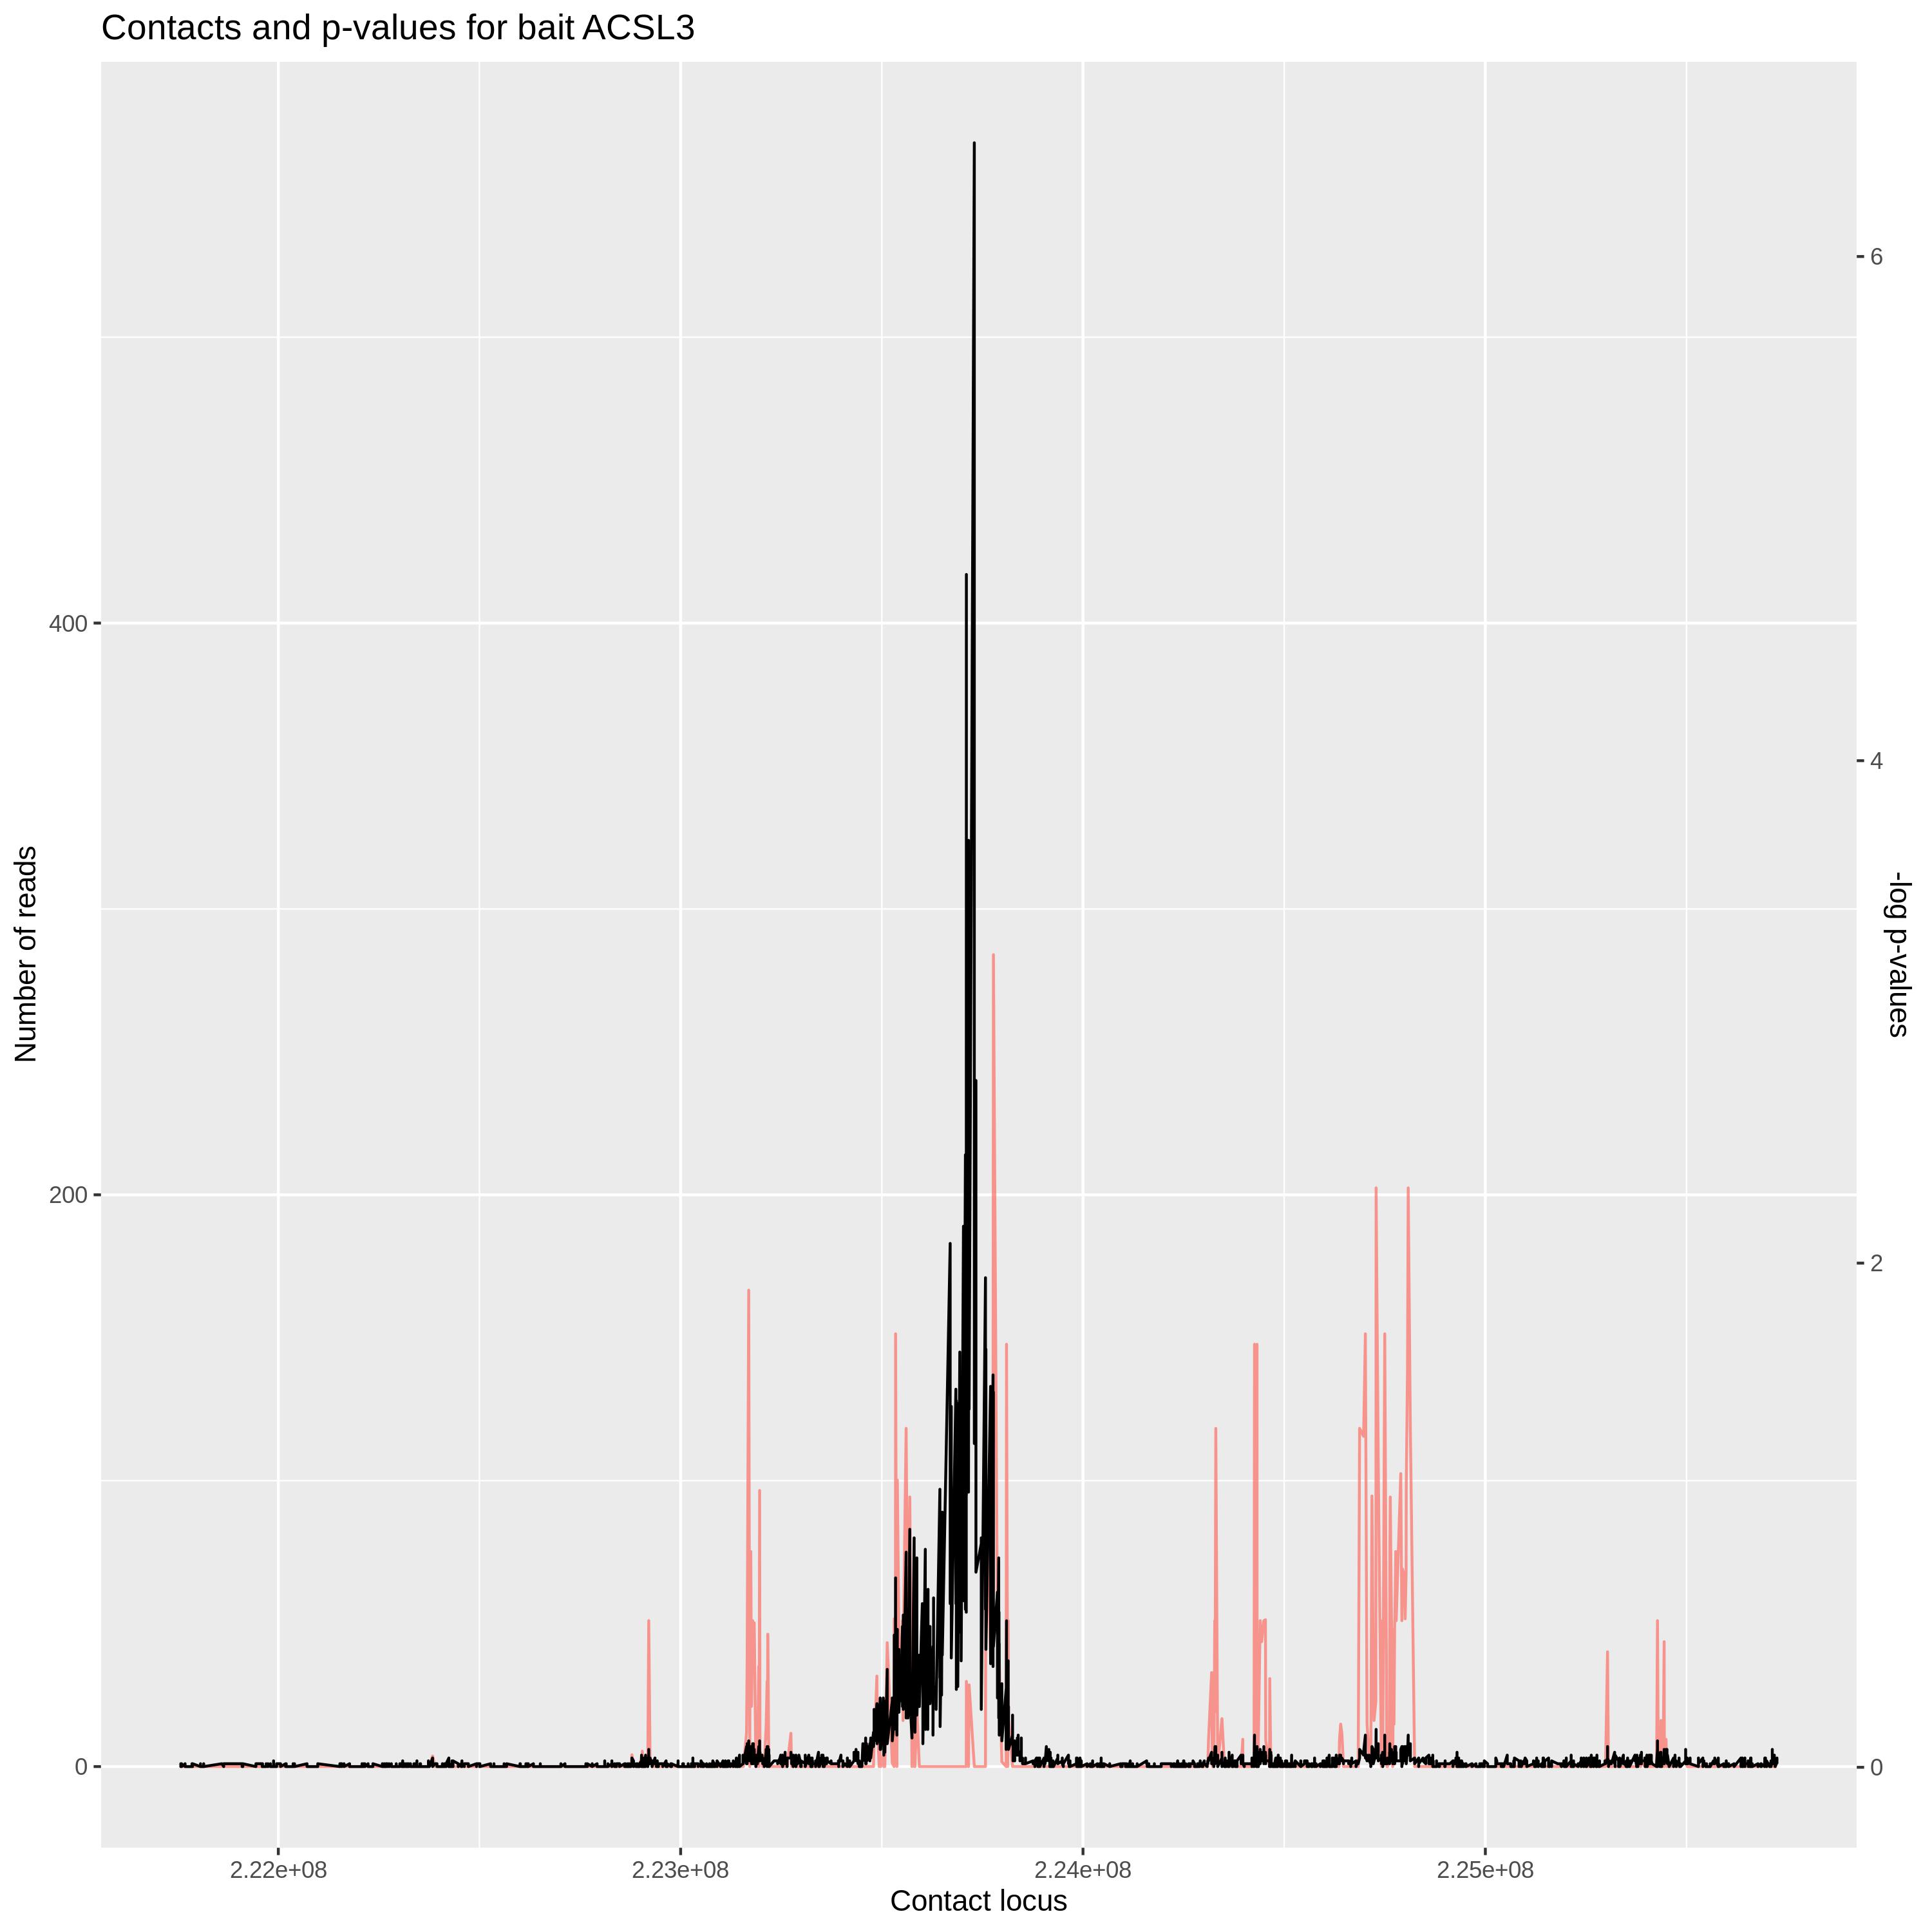 Contacts and p-values for bait ACSL3
Number of reads
400
200
0
6
4
2
0
-log p-values
2.22e+08
2.23e+08
2.24e+08
2.25e+08
Contact locus